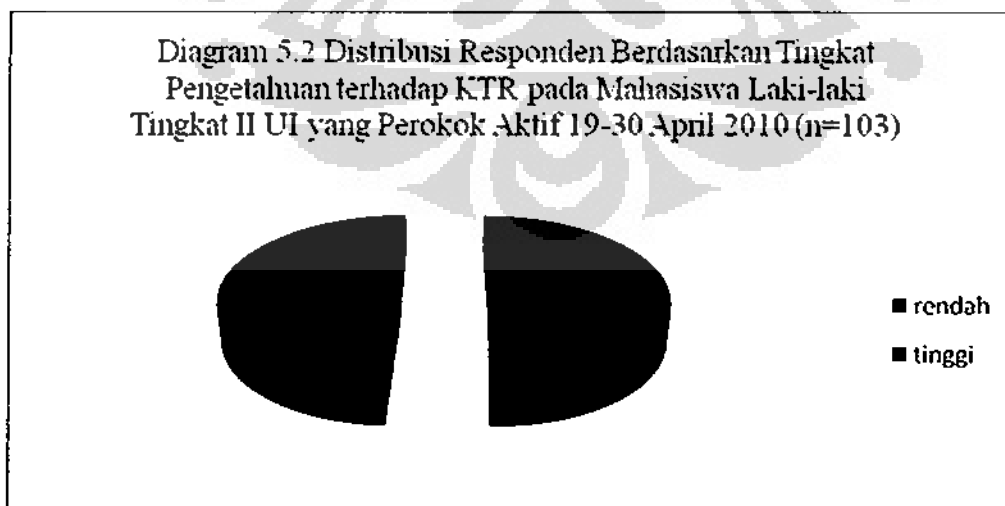 Diagram 5.2 Distribusi Responden Berdasarkan Tingkat
Pengetahuan terhadap KTR pada Mahasiswa Laki-laki
Tingkat II UI yang Perokok Aktif 19-30 April 2010 (n=103)
rendah
tinggi